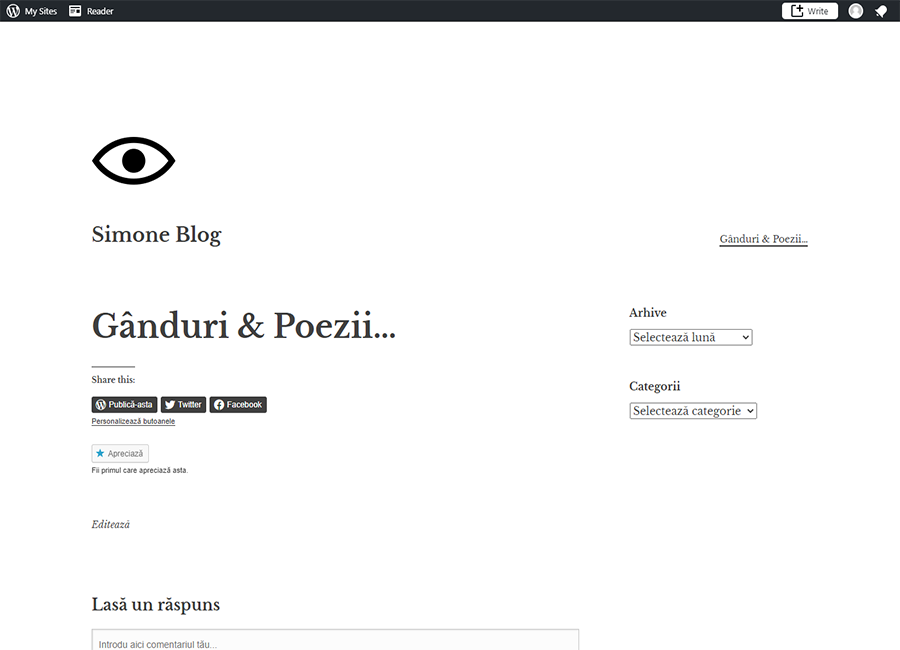 My Sites Reader Write
Simone Blog
Gânduri & Poezii...
Gânduri & Poezii...
Share this:
Publică-asta Twitter Facebook
Personalizează butoanele
Apreciază
Fii primul care apreciază asta.
Editează
Lasă un răspuns
Introdu aici comentariul tău...
Arhive
Selectează lună
Categorii
Selectează categorie